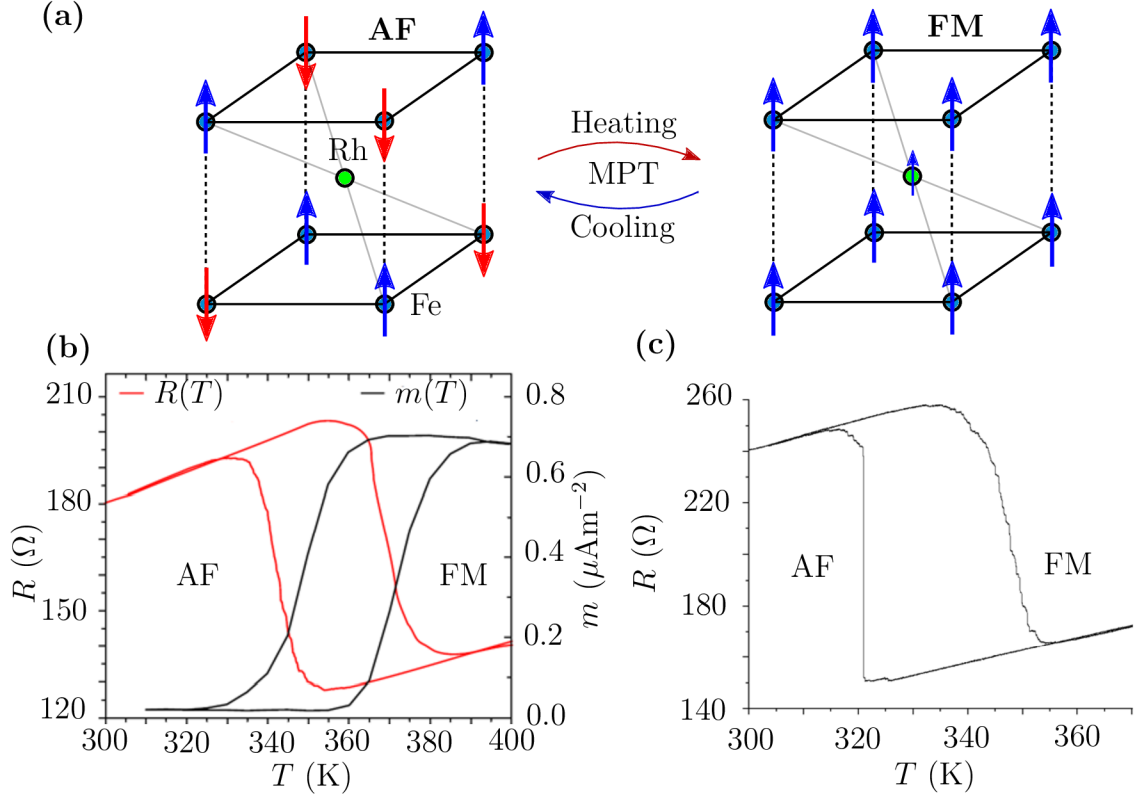 (a)
AF
FM
Rh
Heating
MPT
Cooling
Fe
(b)
(c)
R(T)
m(T)
210
180
150
120
R (Ω)
AF
FM
0.8
0.6
0.4
0.2
0.0
m (μAm⁻²)
300 320 340 360 380 400
T (K)
260
220
180
140
R (Ω)
AF
FM
300 320 340 360
T (K)